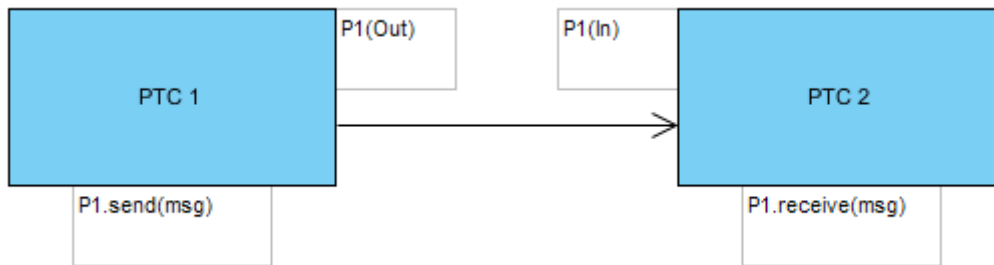 P1(Out)
P1(In)
PTC 1
PTC 2
P1.send(msg)
P1.receive(msg)